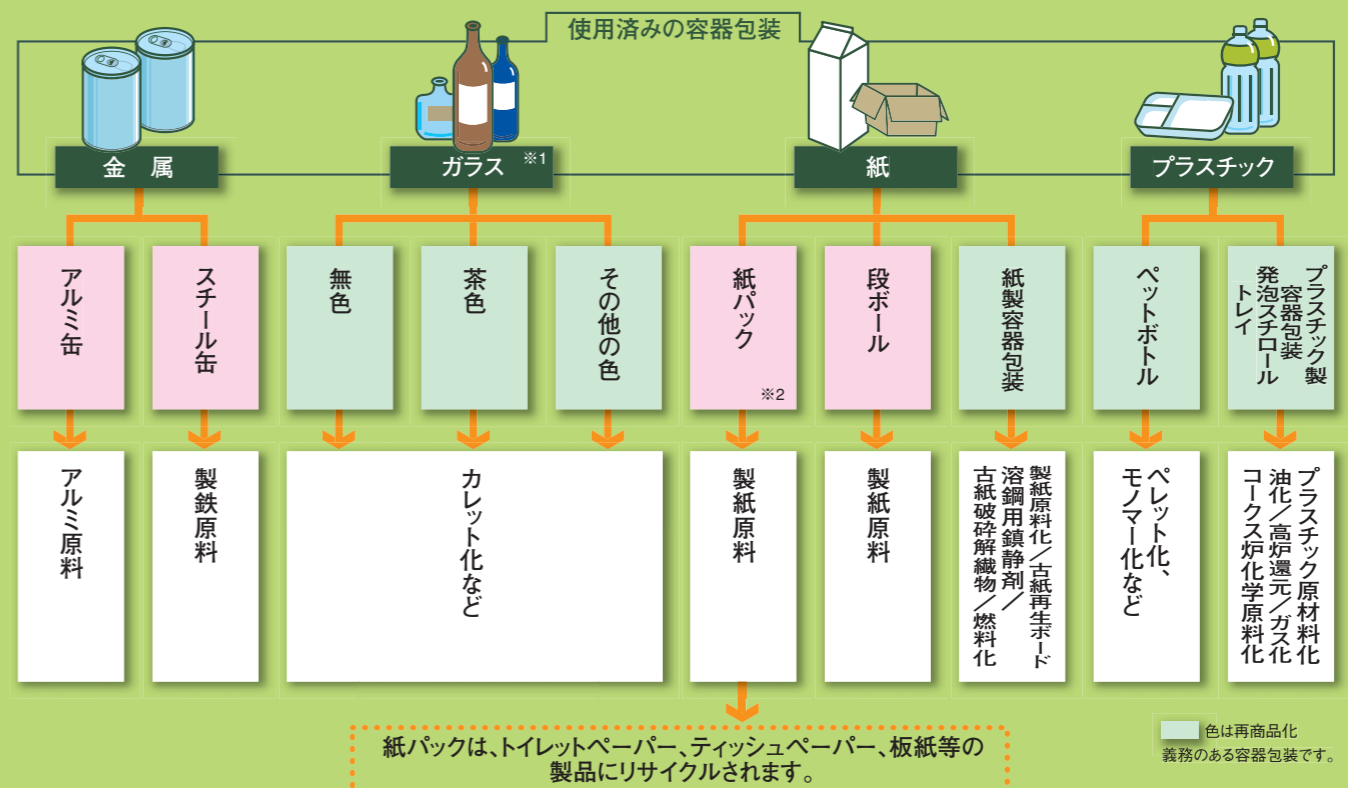 使用済みの容器包装
金 属
ガラス ※1
紙
プラスチック
アルミ缶
スチール缶
無色
茶色
その他の色
紙パック
※2
段ボール
紙製容器包装
ペットボトル
プラスチック製
容器包装
発泡スチロール
トレイ
アルミ原料
製鉄原料
カレット化など
製紙原料
製紙原料
製紙原料化／古紙再生ボード
溶鋼用鎮静剤／
古紙破砕解繊物／燃料化
ペレット化、
モノマー化など
プラスチック原材料化
油化／高炉還元／ガス化
コークス炉化学原料化
紙パックは、トイレットペーパー、ティッシュペーパー、板紙等の
製品にリサイクルされます。
色は再商品化
義務のある容器包装です。